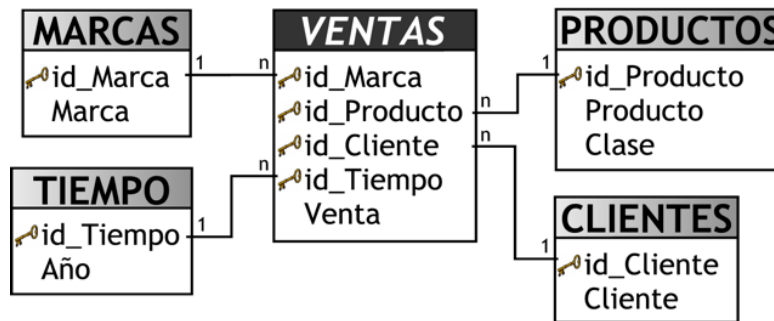 MARCAS
id_Marca
Marca
1
n
VENTAS
id_Marca
id_Producto
id_Cliente
id_Tiempo
Venta
n
n
n
1
PRODUCTOS
id_Producto
Producto
Clase
TIEMPO
id_Tiempo
Año
1
1
CLIENTES
id_Cliente
Cliente